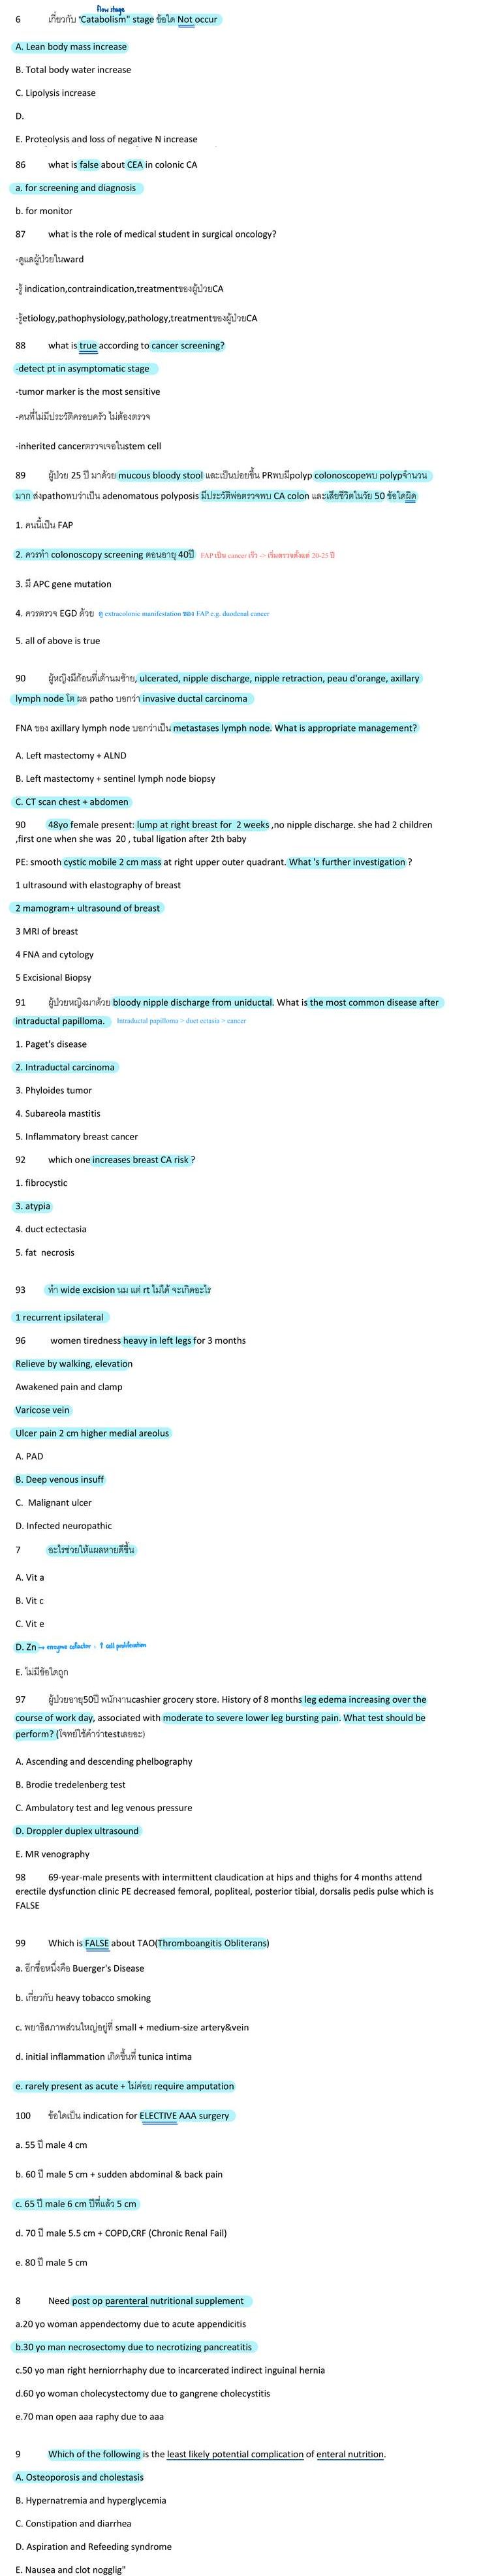 flow stage
6 เกี่ยวกับ 'Catabolism" stage ข้อใด Not occur
A. Lean body mass increase
B. Total body water increase
C. Lipolysis increase
D.
E. Proteolysis and loss of negative N increase
86 what is false about CEA in colonic CA
a. for screening and diagnosis
b. for monitor
87 what is the role of medical student in surgical oncology?
-ดูแลผู้ป่วยในward
-รู้ indication,contraindication,treatmentของผู้ป่วยCA
-รู้etiology,pathophysiology,pathology,treatmentของผู้ป่วยCA
88 what is true according to cancer screening?
-detect pt in asymptomatic stage
-tumor marker is the most sensitive
-คนที่ไม่มีประวัติครอบครัว ไม่ต้องตรวจ
-inherited cancerตรวจเจอในstem cell
89 ผู้ป่วย 25 ปี มาด้วย mucous bloody stool และเป็นบ่อยขึ้น PRพบมีpolyp colonoscopeพบ polypจำนวน
มาก ส่งpathoพบว่าเป็น adenomatous polyposis มีประวัติพ่อตรวจพบ CA colon และเสียชีวิตในวัย 50 ข้อใดผิด
1. คนนี้เป็น FAP
2. ควรทำ colonoscopy screening ตอนอายุ 40ปี FAP เป็น cancer เร็ว -> เริ่มตรวจตั้งแต่ 20-25 ปี
3. มี APC gene mutation
4. ควรตรวจ EGD ด้วย ดู extracolonic manifestation ของ FAP e.g. duodenal cancer
5. all of above is true
90 ผู้หญิงมีก้อนที่เต้านมซ้าย, ulcerated, nipple discharge, nipple retraction, peau d'orange, axillary
lymph node โต ผล patho บอกว่า invasive ductal carcinoma
FNA ของ axillary lymph node บอกว่าเป็น metastases lymph node. What is appropriate management?
A. Left mastectomy + ALND
B. Left mastectomy + sentinel lymph node biopsy
C. CT scan chest + abdomen
90 48yo female present: lump at right breast for 2 weeks ,no nipple discharge. she had 2 children
,first one when she was 20 , tubal ligation after 2th baby
PE: smooth cystic mobile 2 cm mass at right upper outer quadrant. What 's further investigation ?
1 ultrasound with elastography of breast
2 mamogram+ ultrasound of breast
3 MRI of breast
4 FNA and cytology
5 Excisional Biopsy
91 ผู้ป่วยหญิงมาด้วย bloody nipple discharge from uniductal. What is the most common disease after
intraductal papilloma. Intraductal papilloma > duct ectasia > cancer
1. Paget's disease
2. Intraductal carcinoma
3. Phyloides tumor
4. Subareola mastitis
5. Inflammatory breast cancer
92 which one increases breast CA risk ?
1. fibrocystic
3. atypia
4. duct ectectasia
5. fat necrosis
93 ทำ wide excision นม แต่ rt ไม่ได้ จะเกิดอะไร
1 recurrent ipsilateral
96 women tiredness heavy in left legs for 3 months
Relieve by walking, elevation
Awakened pain and clamp
Varicose vein
Ulcer pain 2 cm higher medial areolus
A. PAD
B. Deep venous insuff
C. Malignant ulcer
D. Infected neuropathic
7 อะไรช่วยให้แผลหายดีขึ้น
A. Vit a
B. Vit c
C. Vit e
D. Zn → enzyme cofactor : ↑ cell proliferation
E. ไม่มีข้อใดถูก
97 ผู้ป่วยอายุ50ปี พนักงานcashier grocery store. History of 8 months leg edema increasing over the
course of work day, associated with moderate to severe lower leg bursting pain. What test should be
perform? (โจทย์ใช้คำว่าtestเลยอะ)
A. Ascending and descending phelbography
B. Brodie tredelenberg test
C. Ambulatory test and leg venous pressure
D. Droppler duplex ultrasound
E. MR venography
98 69-year-male presents with intermittent claudication at hips and thighs for 4 months attend
erectile dysfunction clinic PE decreased femoral, popliteal, posterior tibial, dorsalis pedis pulse which is
FALSE
99 Which is FALSE about TAO(Thromboangitis Obliterans)
a. อีกชื่อหนึ่งคือ Buerger's Disease
b. เกี่ยวกับ heavy tobacco smoking
c. พยาธิสภาพส่วนใหญ่อยู่ที่ small + medium-size artery&vein
d. initial inflammation เกิดขึ้นที่ tunica intima
e. rarely present as acute + ไม่ค่อย require amputation
100 ข้อใดเป็น indication for ELECTIVE AAA surgery
a. 55 ปี male 4 cm
b. 60 ปี male 5 cm + sudden abdominal & back pain
c. 65 ปี male 6 cm ปีที่แล้ว 5 cm
d. 70 ปี male 5.5 cm + COPD,CRF (Chronic Renal Fail)
e. 80 ปี male 5 cm
8 Need post op parenteral nutritional supplement
a.20 yo woman appendectomy due to acute appendicitis
b.30 yo man necrosectomy due to necrotizing pancreatitis
c.50 yo man right herniorrhaphy due to incarcerated indirect inguinal hernia
d.60 yo woman cholecystectomy due to gangrene cholecystitis
e.70 man open aaa raphy due to aaa
9 Which of the following is the least likely potential complication of enteral nutrition.
A. Osteoporosis and cholestasis
B. Hypernatremia and hyperglycemia
C. Constipation and diarrhea
D. Aspiration and Refeeding syndrome
E. Nausea and clot nogglig"